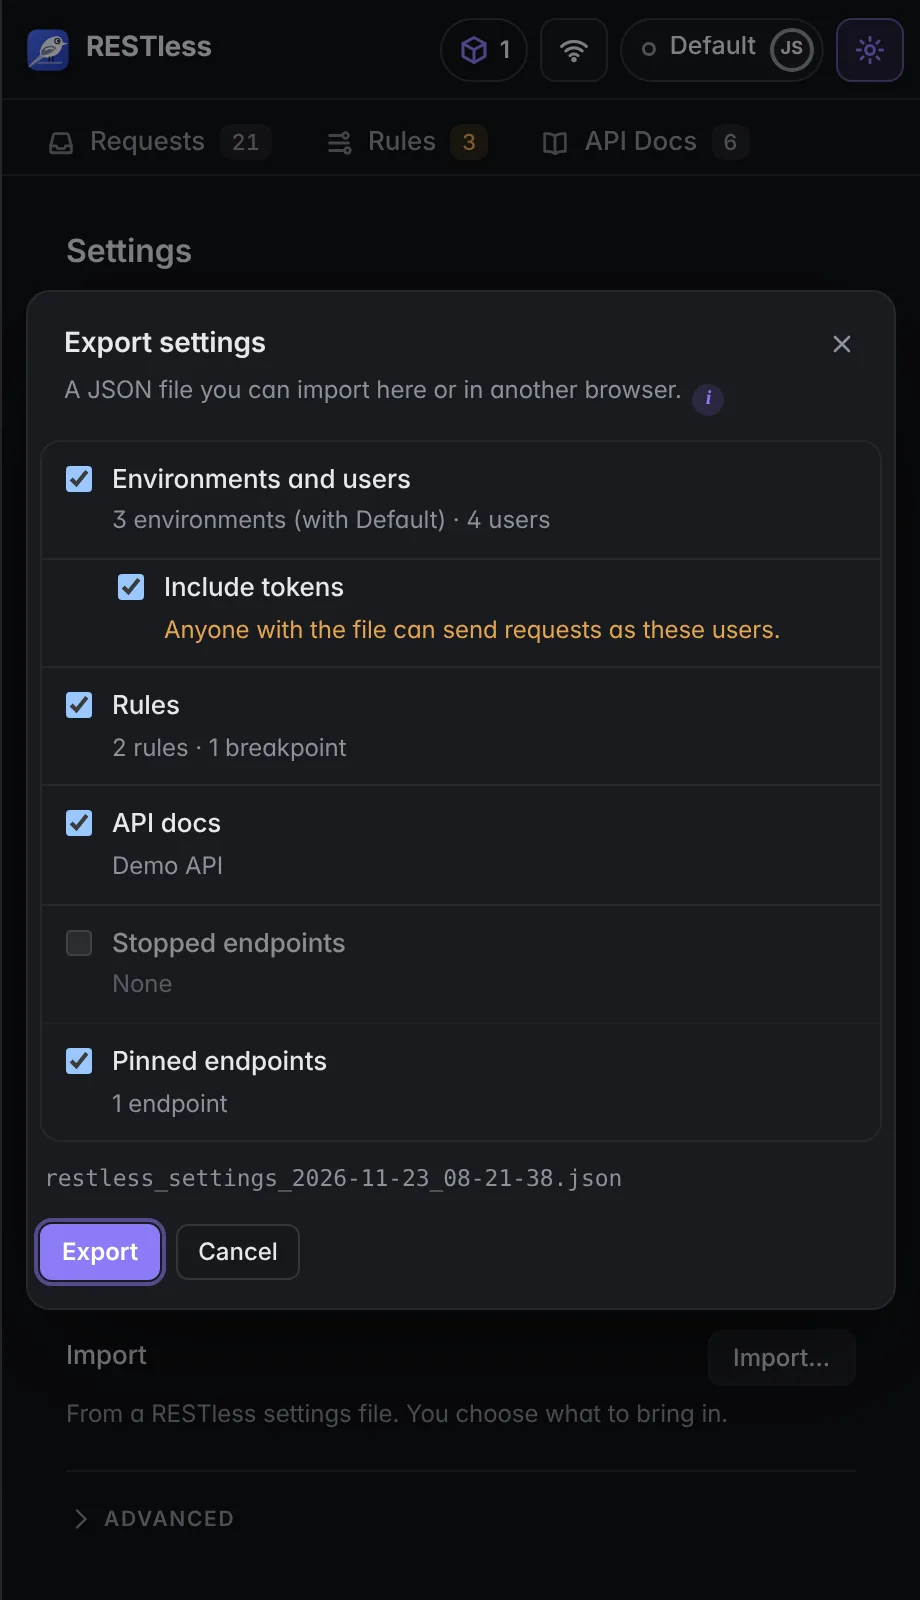 RESTless
1
Default
JS
Requests 21
Rules 3
API Docs 6
Settings
Export settings
A JSON file you can import here or in another browser. i
Environments and users
3 environments (with Default) · 4 users
Include tokens
Anyone with the file can send requests as these users.
Rules
2 rules · 1 breakpoint
API docs
Demo API
Stopped endpoints
None
Pinned endpoints
1 endpoint
restless_settings_2026-11-23_08-21-38.json
Export
Cancel
Import
Import...
From a RESTless settings file. You choose what to bring in.
ADVANCED